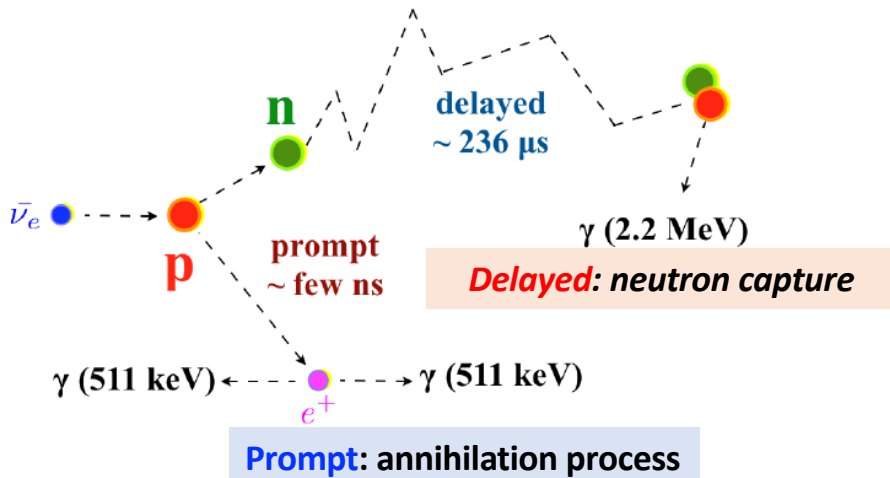 n
delayed
~ 236 μs
ν̄ₑ
p
prompt
~ few ns
γ (2.2 MeV)
Delayed: neutron capture
γ (511 keV)
γ (511 keV)
e⁺
Prompt: annihilation process